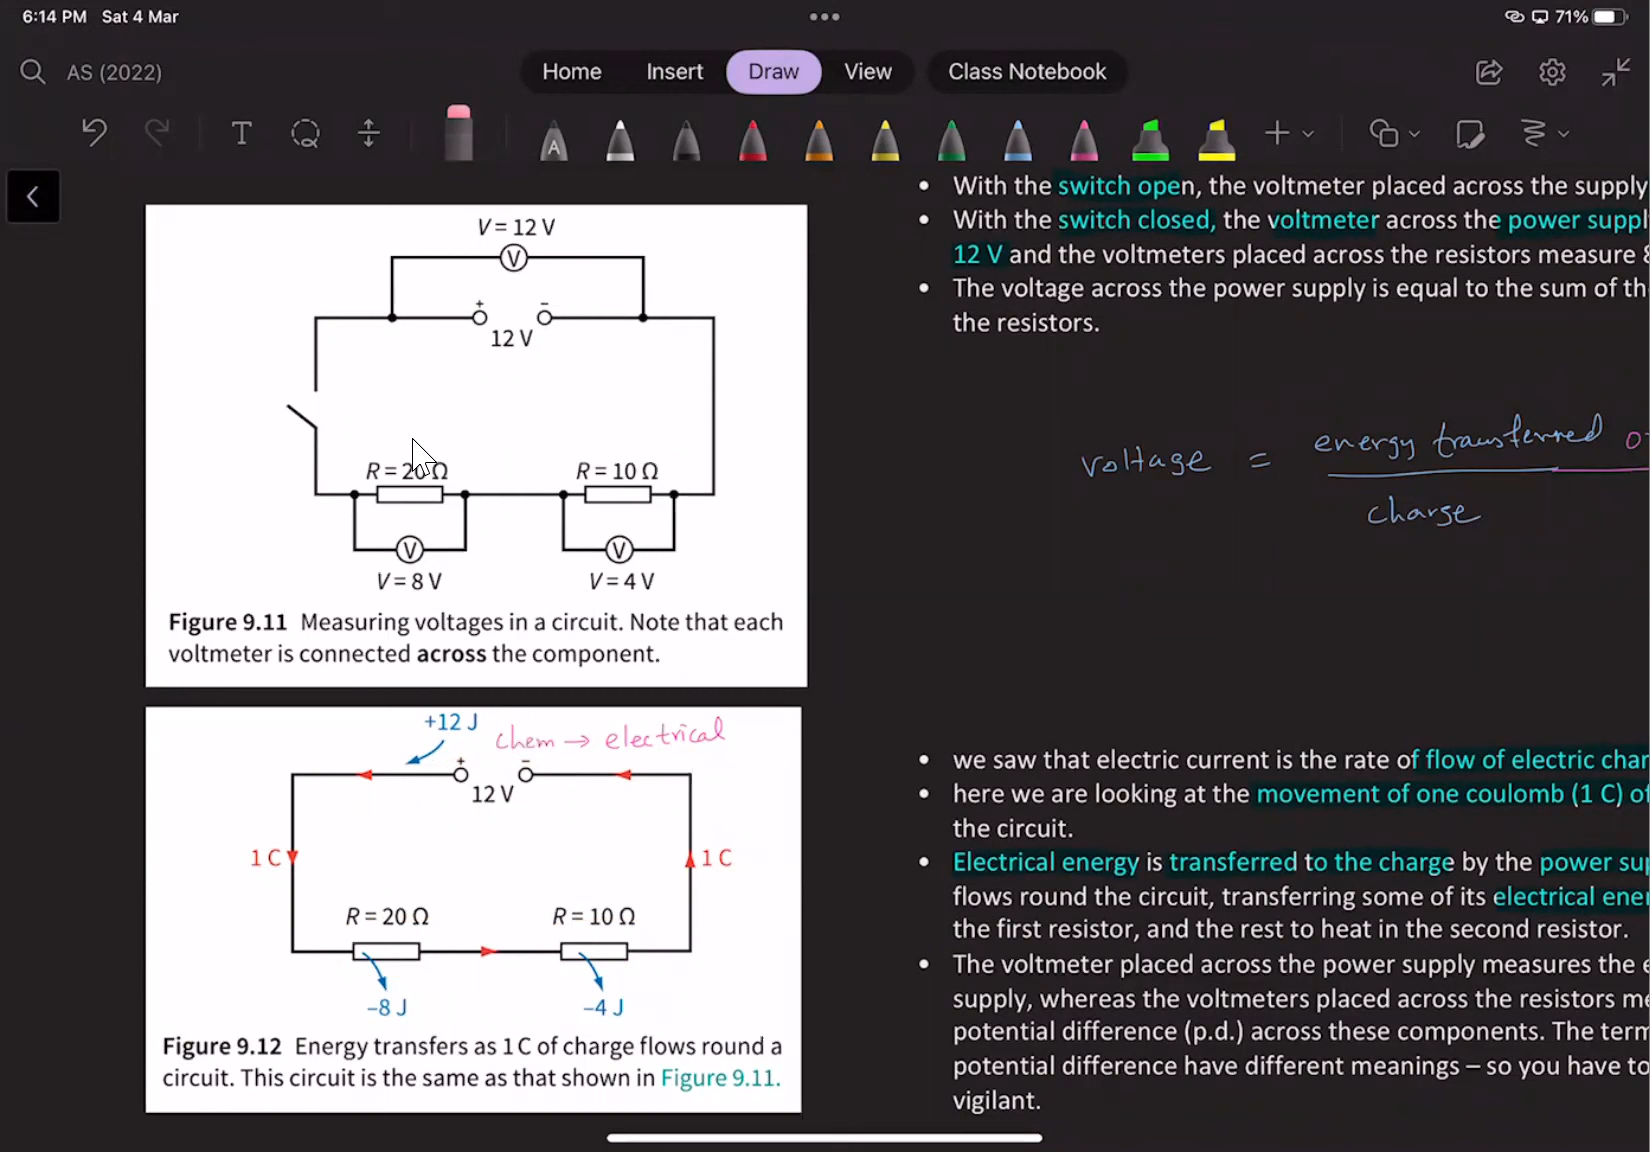 6:14 PM Sat 4 Mar
71%
AS (2022)
Home Insert Draw View Class Notebook
T
A
V = 12 V
V
+ −
12 V
R = 20 Ω R = 10 Ω
V V
V = 8 V V = 4 V
Figure 9.11 Measuring voltages in a circuit. Note that each
voltmeter is connected across the component.
+12 J chem → electrical
+ −
12 V
1 C 1 C
R = 20 Ω R = 10 Ω
−8 J −4 J
Figure 9.12 Energy transfers as 1 C of charge flows round a
circuit. This circuit is the same as that shown in Figure 9.11.
• With the switch open, the voltmeter placed across the supply
• With the switch closed, the voltmeter across the power suppl
12 V and the voltmeters placed across the resistors measure
• The voltage across the power supply is equal to the sum of th
the resistors.
voltage = energy transferred
charge
• we saw that electric current is the rate of flow of electric char
• here we are looking at the movement of one coulomb (1 C) o
the circuit.
• Electrical energy is transferred to the charge by the power su
flows round the circuit, transferring some of its electrical ene
the first resistor, and the rest to heat in the second resistor.
• The voltmeter placed across the power supply measures the e
supply, whereas the voltmeters placed across the resistors me
potential difference (p.d.) across these components. The term
potential difference have different meanings – so you have to
vigilant.